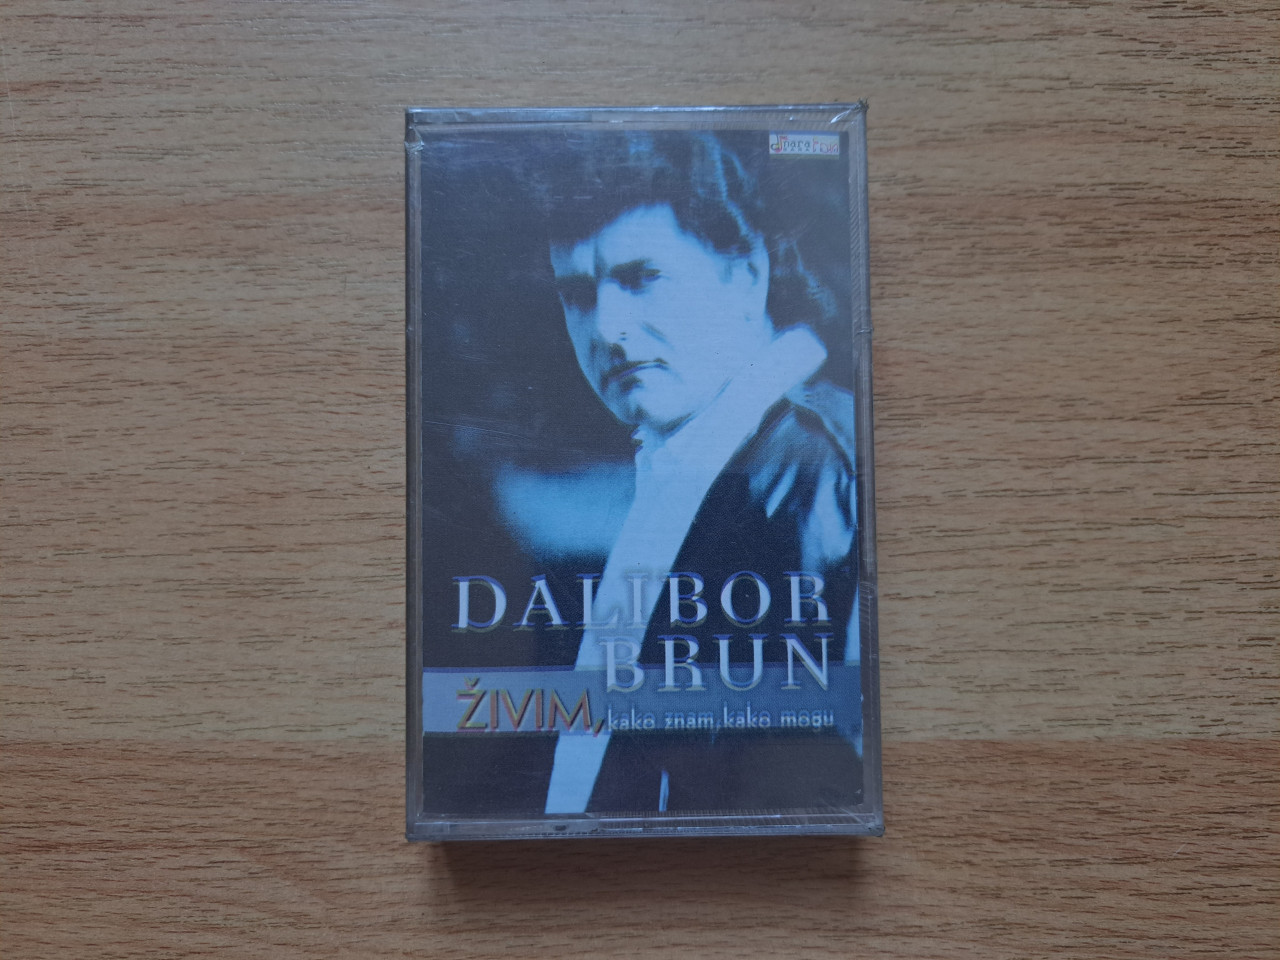 DALIBOR
BRUN
ŽIVIM, kako znam, kako mogu